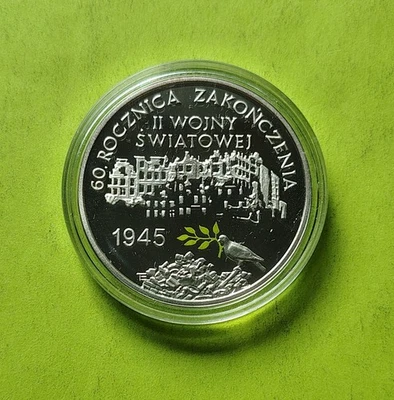 60. ROCZNICA ZAKOŃCZENIA
II WOJNY
ŚWIATOWEJ
1945